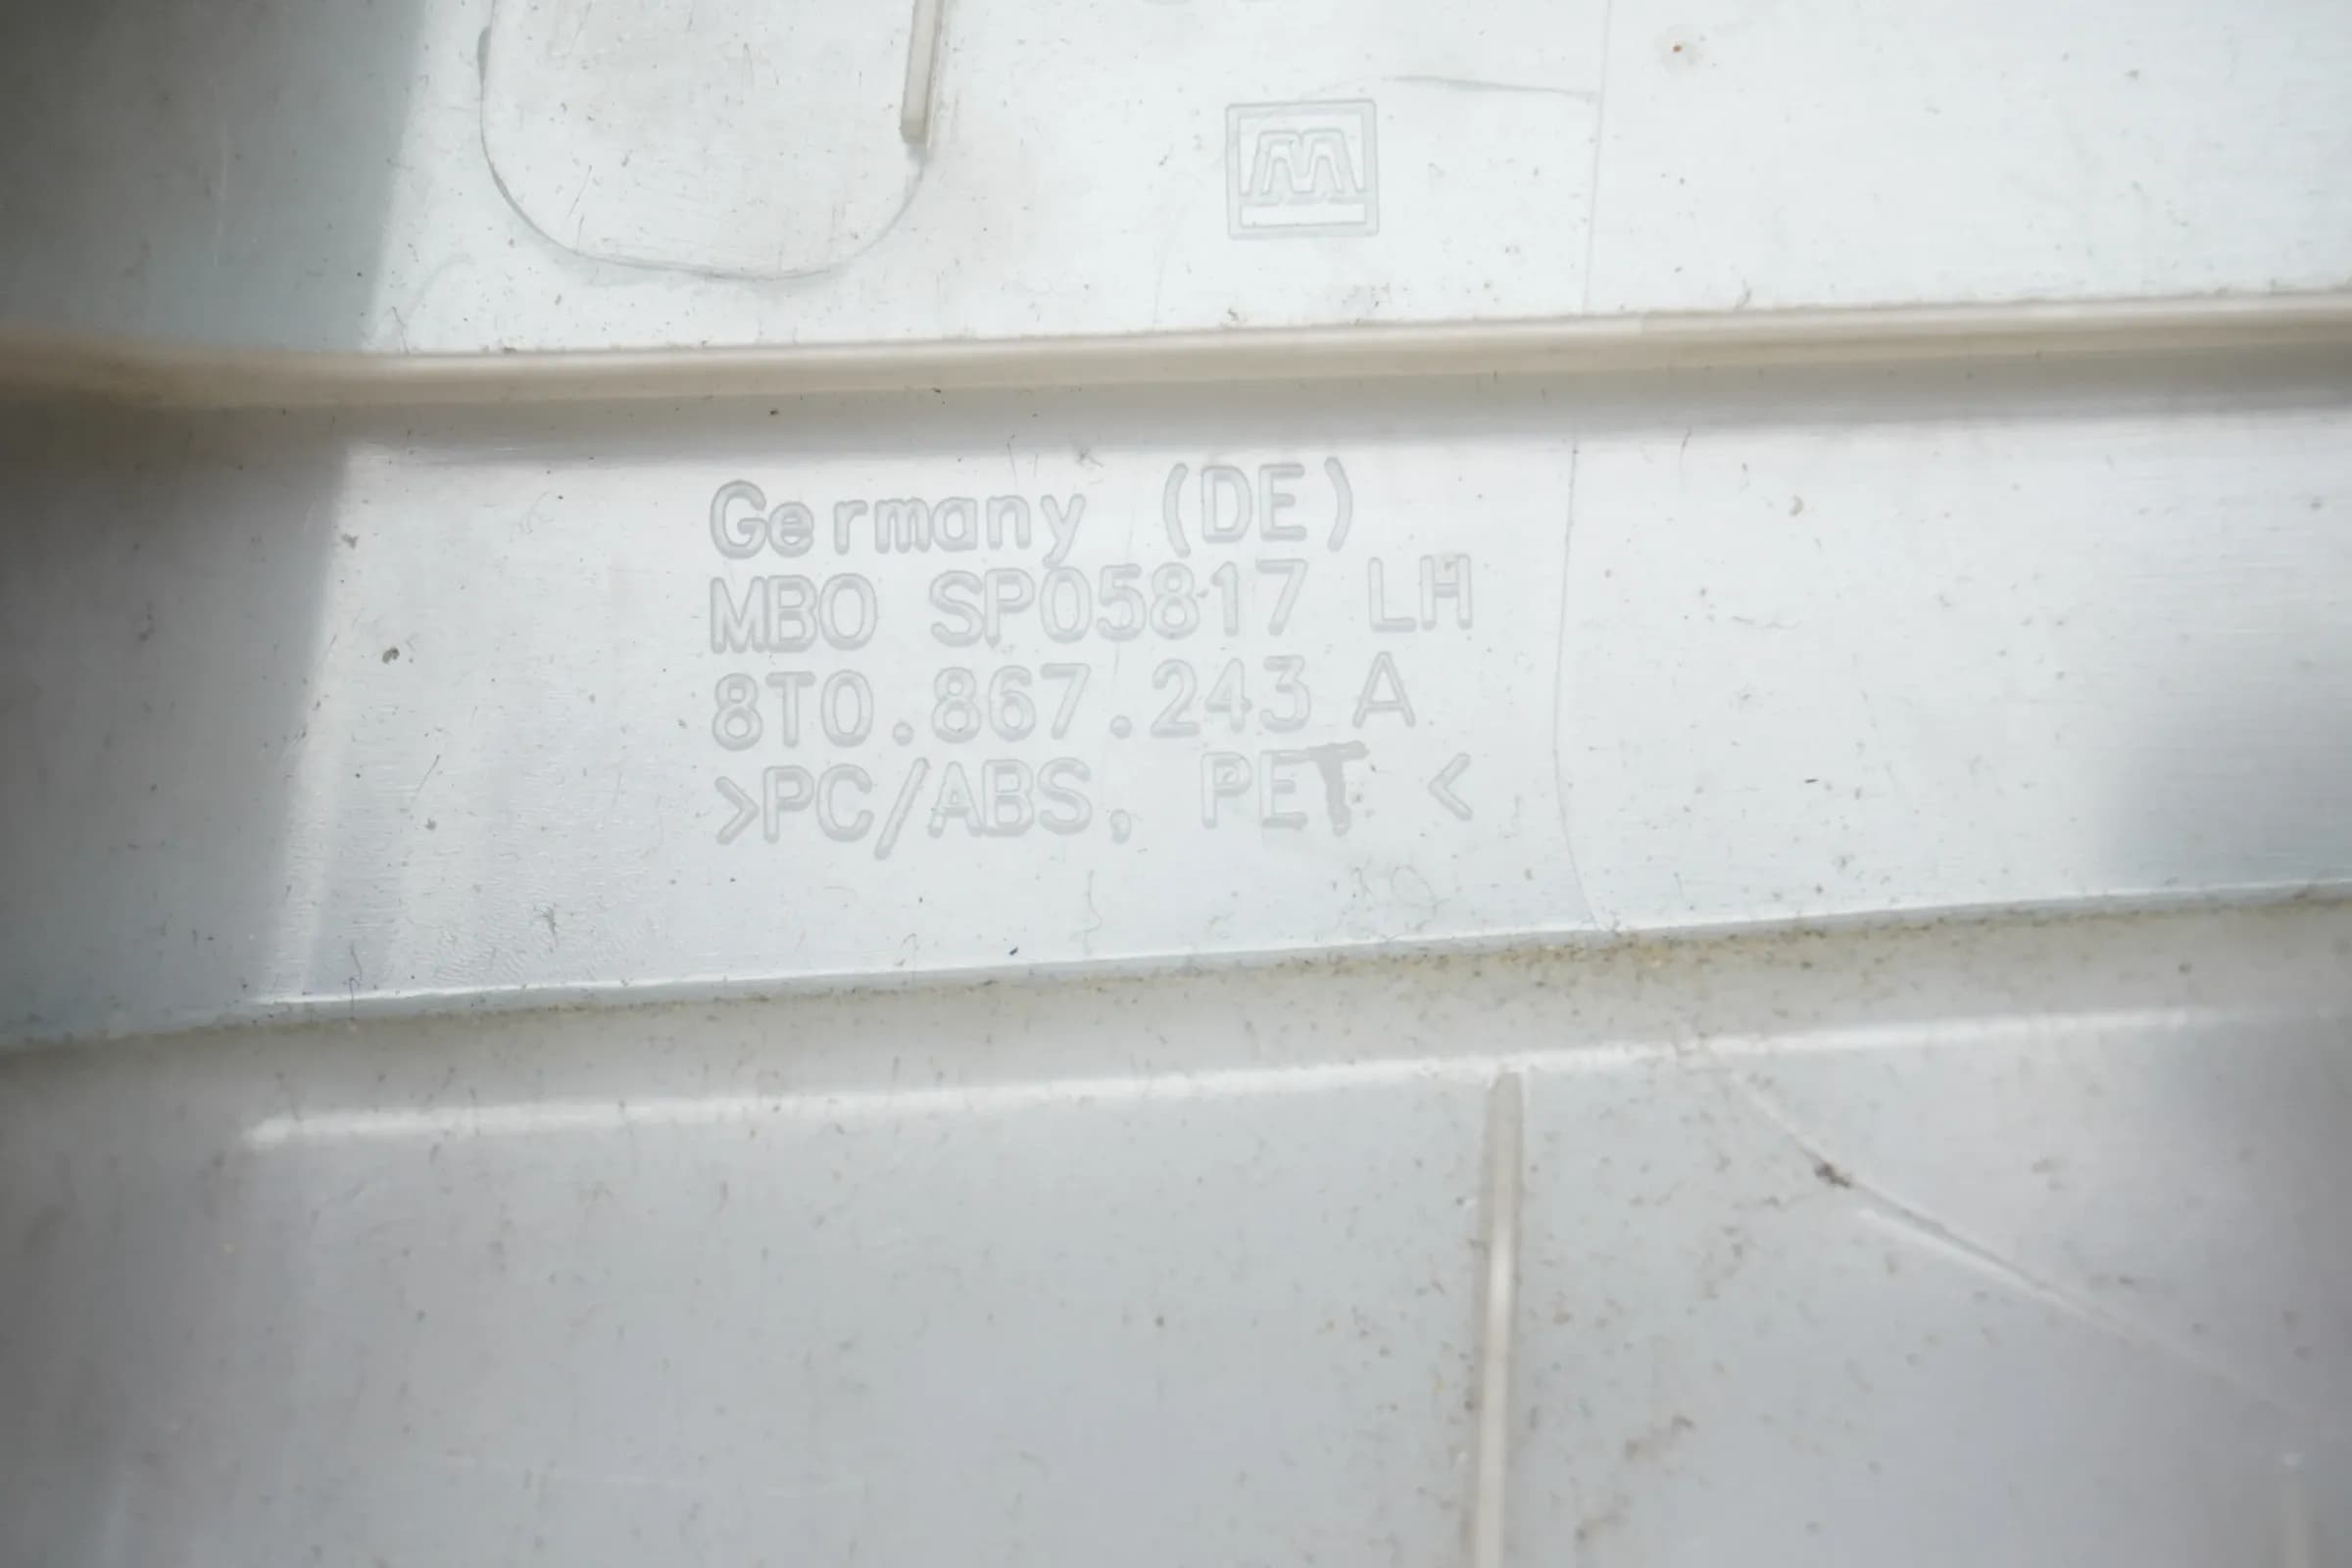 M
Germany (DE)
MBO SP05817 LH
8T0.867.243 A
>PC/ABS, PET <